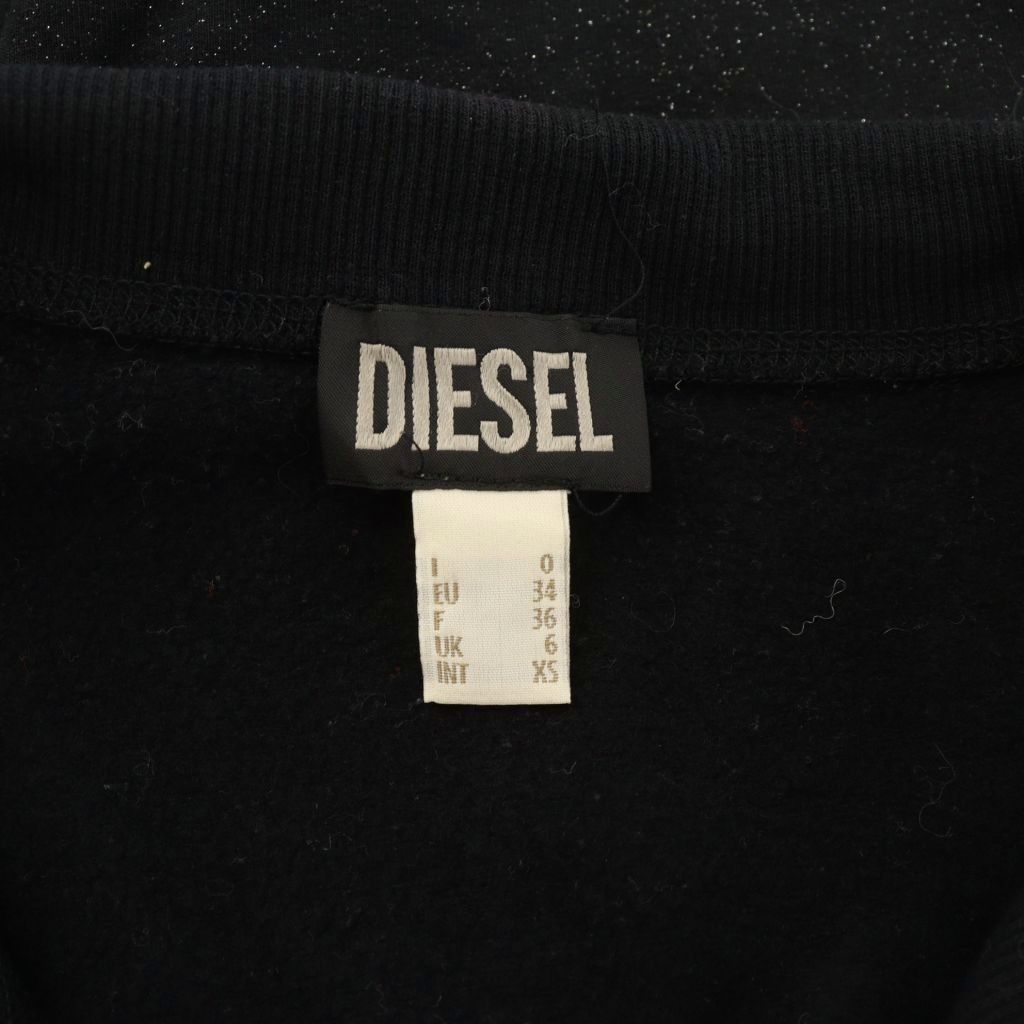 DIESEL
I 0
EU 34
F 36
UK 6
INT XS